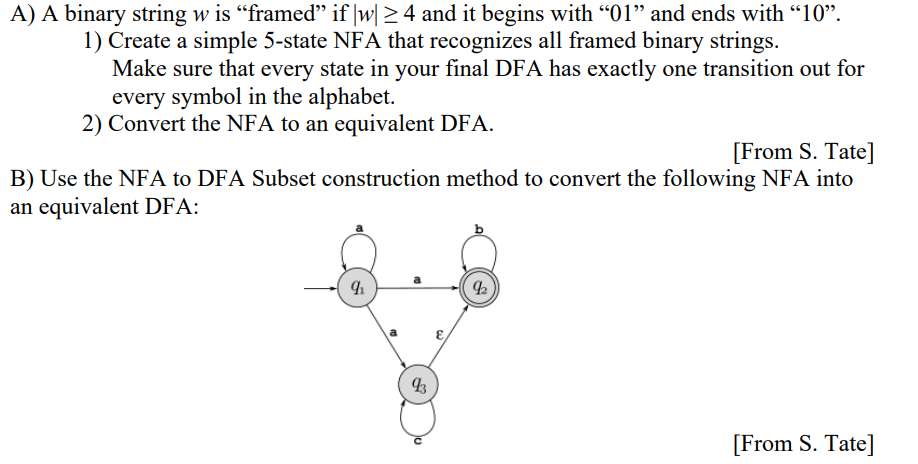 A) A binary string w is “framed” if |w| ≥ 4 and it begins with “01” and ends with “10”.
1) Create a simple 5-state NFA that recognizes all framed binary strings.
Make sure that every state in your final DFA has exactly one transition out for
every symbol in the alphabet.
2) Convert the NFA to an equivalent DFA.
[From S. Tate]
B) Use the NFA to DFA Subset construction method to convert the following NFA into
an equivalent DFA:
a b
q₁ a q₂
a ε
q₃
c
[From S. Tate]